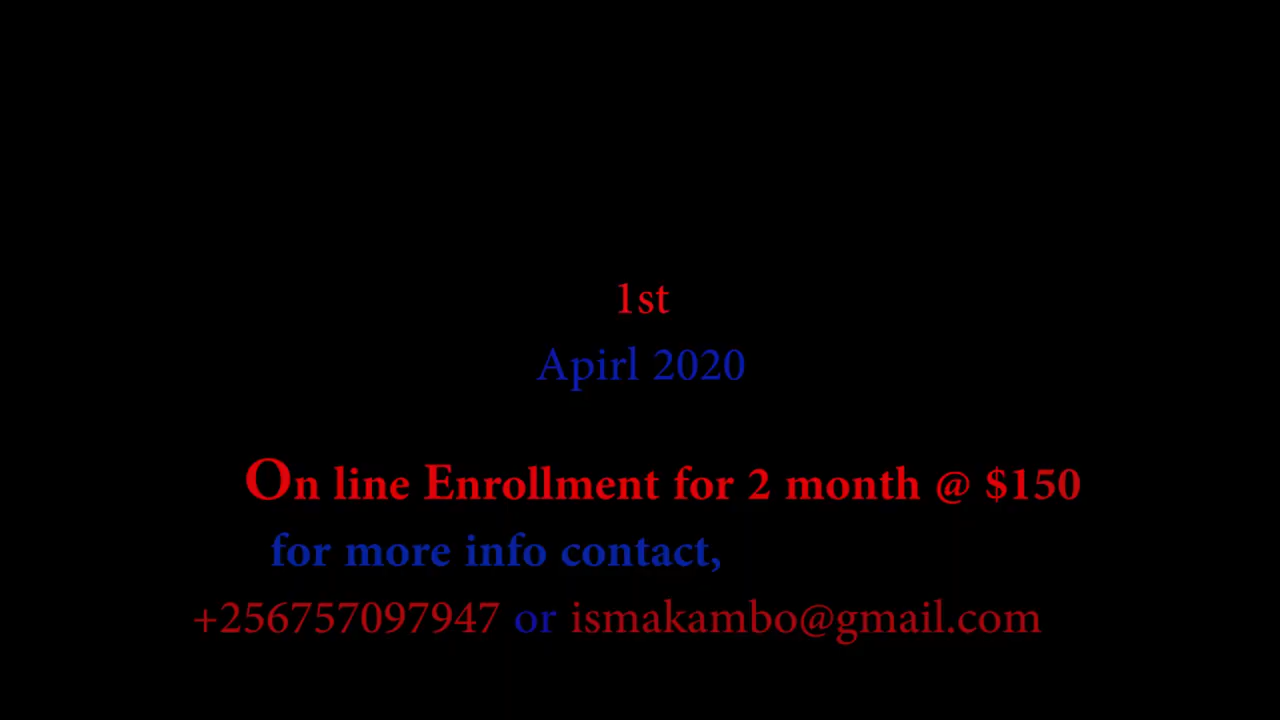 1st
Apirl 2020
On line Enrollment for 2 month @ $150
for more info contact,
+256757097947 or ismakambo@gmail.com